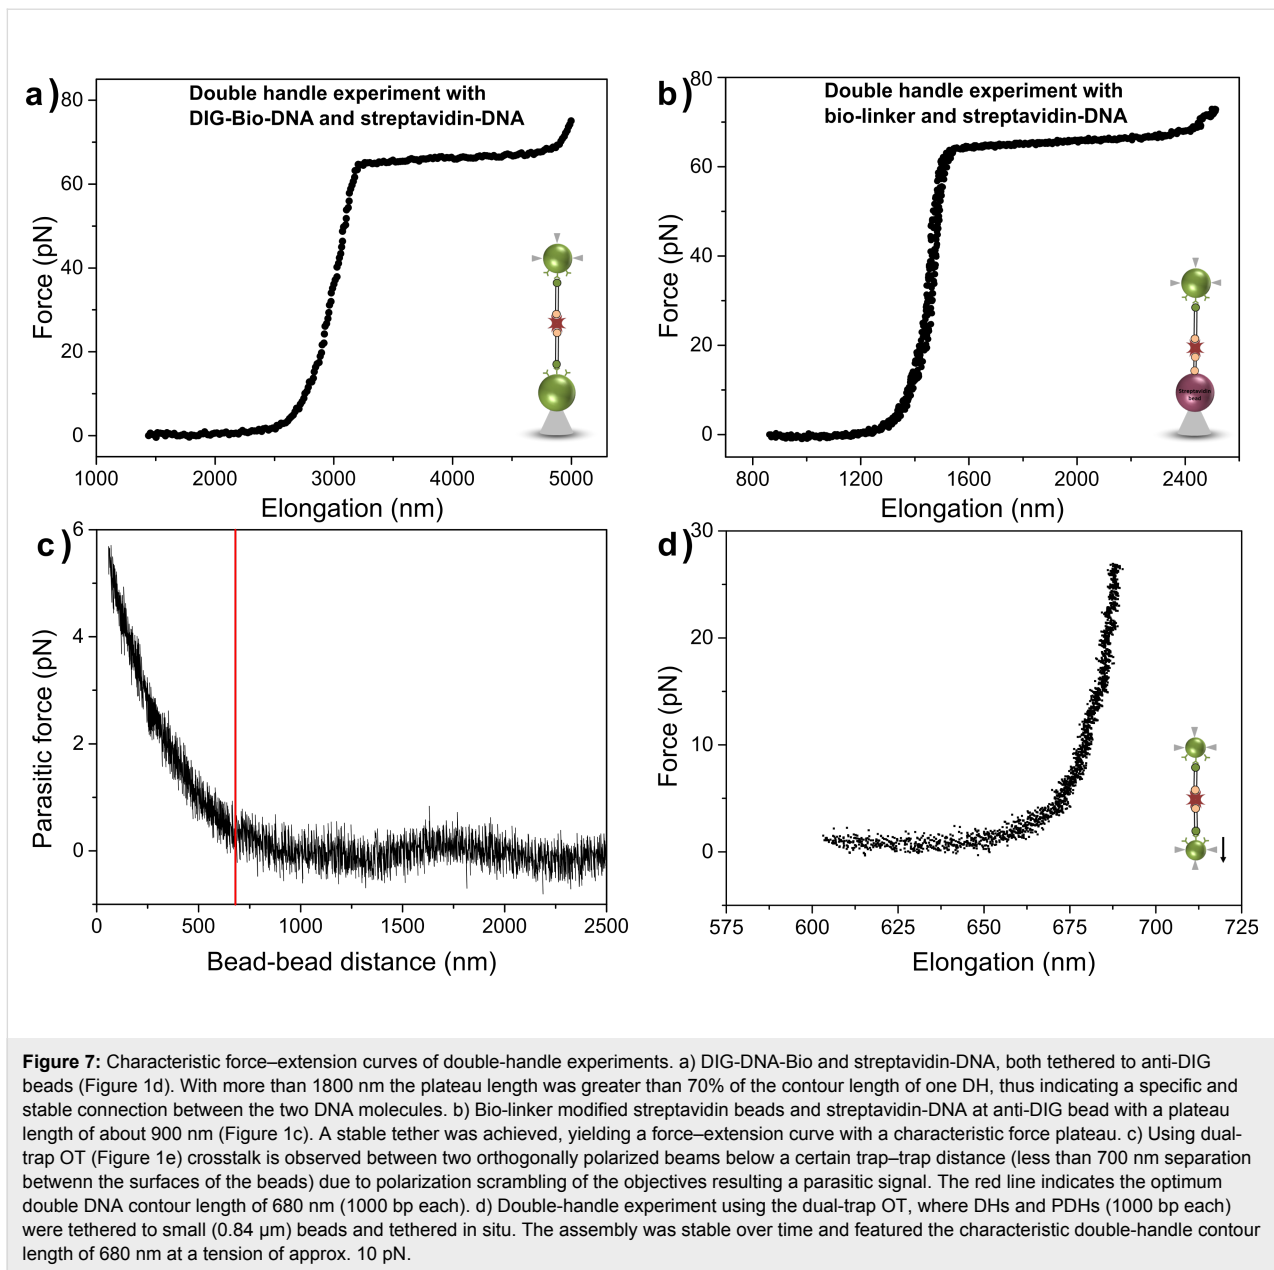 a)
Double handle experiment with
DIG-Bio-DNA and streptavidin-DNA
80
60
40
20
0
Force (pN)
1000 2000 3000 4000 5000
Elongation (nm)
b)
Double handle experiment with
bio-linker and streptavidin-DNA
80
60
40
20
0
Force (pN)
Streptavidin
bead
800 1200 1600 2000 2400
Elongation (nm)
c)
6
4
2
0
Parasitic force (pN)
0 500 1000 1500 2000 2500
Bead-bead distance (nm)
d)
30
20
10
0
Force (pN)
575 600 625 650 675 700 725
Elongation (nm)
Figure 7: Characteristic force–extension curves of double-handle experiments. a) DIG-DNA-Bio and streptavidin-DNA, both tethered to anti-DIG
beads (Figure 1d). With more than 1800 nm the plateau length was greater than 70% of the contour length of one DH, thus indicating a specific and
stable connection between the two DNA molecules. b) Bio-linker modified streptavidin beads and streptavidin-DNA at anti-DIG bead with a plateau
length of about 900 nm (Figure 1c). A stable tether was achieved, yielding a force–extension curve with a characteristic force plateau. c) Using dual-
trap OT (Figure 1e) crosstalk is observed between two orthogonally polarized beams below a certain trap–trap distance (less than 700 nm separation
betwenn the surfaces of the beads) due to polarization scrambling of the objectives resulting a parasitic signal. The red line indicates the optimum
double DNA contour length of 680 nm (1000 bp each). d) Double-handle experiment using the dual-trap OT, where DHs and PDHs (1000 bp each)
were tethered to small (0.84 µm) beads and tethered in situ. The assembly was stable over time and featured the characteristic double-handle contour
length of 680 nm at a tension of approx. 10 pN.